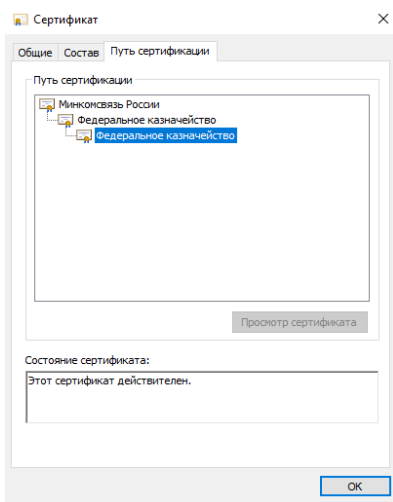 Сертификат
Общие Состав Путь сертификации
Путь сертификации
Минкомсвязь России
Федеральное казначейство
Федеральное казначейство
Просмотр сертификата
Состояние сертификата:
Этот сертификат действителен.
ОК